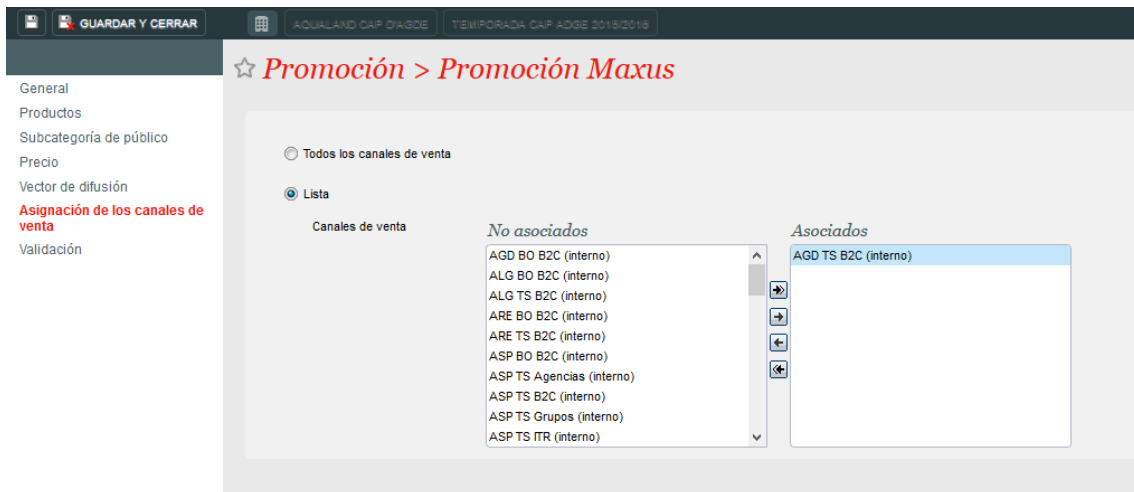 GUARDAR Y CERRAR
AQUALAND CAP D'AGDE
TEMPORADA CAP ADGE 2015/2016
Promoción > Promoción Maxus
General
Productos
Subcategoría de público
Precio
Vector de difusión
Asignación de los canales de
venta
Validación
Todos los canales de venta
Lista
Canales de venta
No asociados
AGD BO B2C (interno)
ALG BO B2C (interno)
ALG TS B2C (interno)
ARE BO B2C (interno)
ARE TS B2C (interno)
ASP BO B2C (interno)
ASP TS Agencias (interno)
ASP TS B2C (interno)
ASP TS Grupos (interno)
ASP TS ITR (interno)
Asociados
AGD TS B2C (interno)